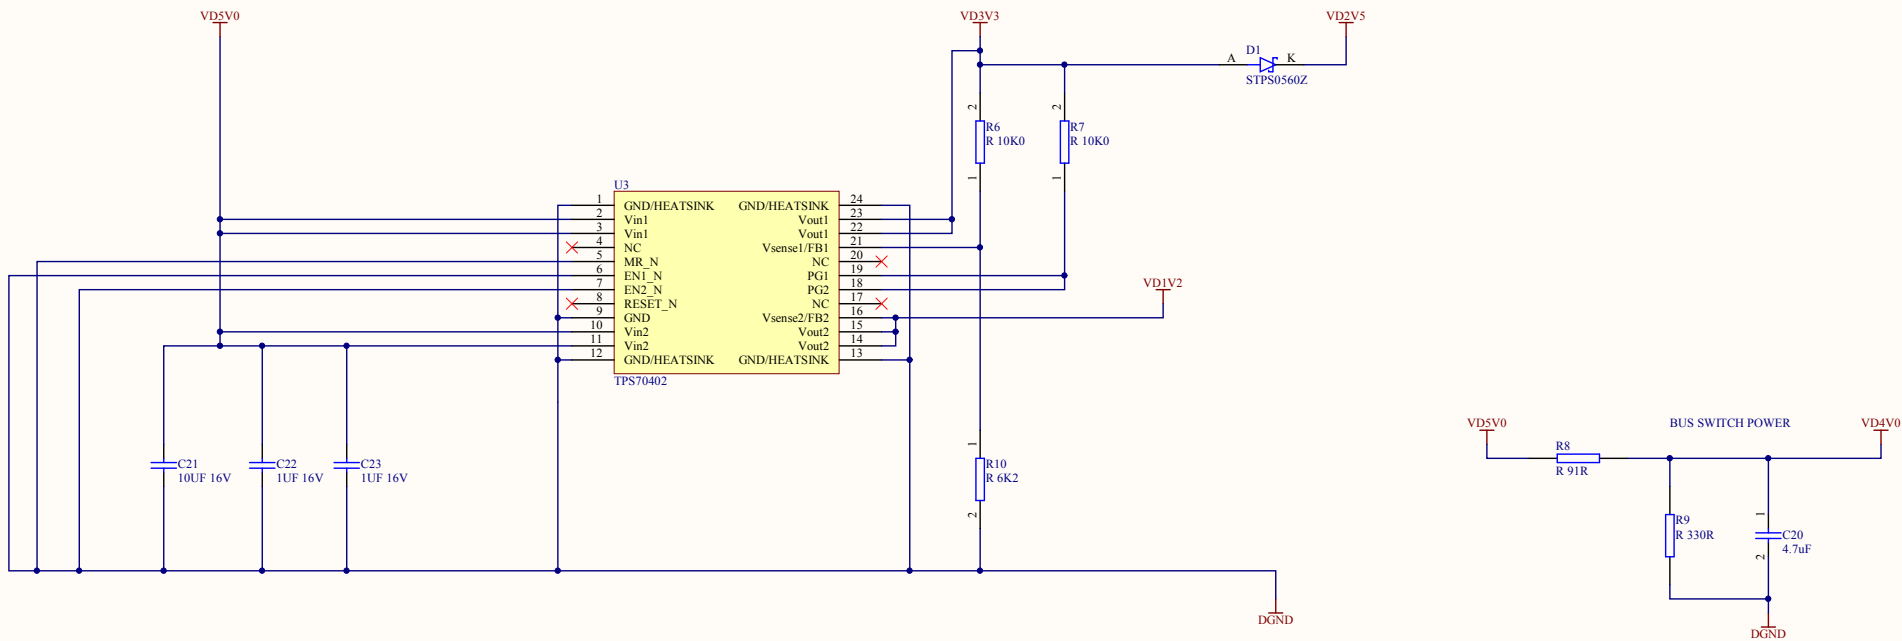 VD5V0
VD3V3
VD2V5
D1
A
K
STPS0560Z
2
R6
R 10K0
1
2
R7
R 10K0
1
U3
1 GND/HEATSINK GND/HEATSINK 24
2 Vin1 Vout1 23
3 Vin1 Vout1 22
4 NC Vsense1/FB1 21
5 MR_N NC 20
6 EN1_N PG1 19
7 EN2_N PG2 18
8 RESET_N NC 17
9 GND Vsense2/FB2 16
10 Vin2 Vout2 15
11 Vin2 Vout2 14
12 GND/HEATSINK GND/HEATSINK 13
TPS70402
VD1V2
C21
10UF 16V
C22
1UF 16V
C23
1UF 16V
1
R10
R 6K2
2
DGND
VD5V0
BUS SWITCH POWER
VD4V0
R8
R 91R
R9
R 330R
1
C20
4.7uF
2
DGND